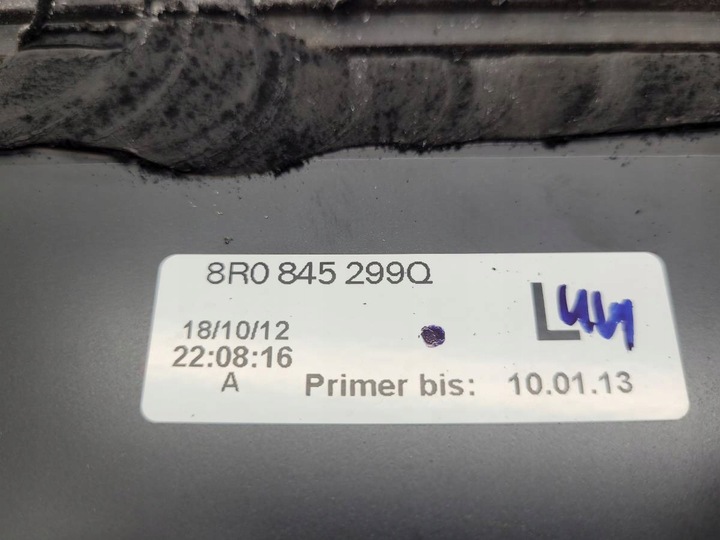 8R0 845 299Q
L
18/10/12
22:08:16
A Primer bis: 10.01.13